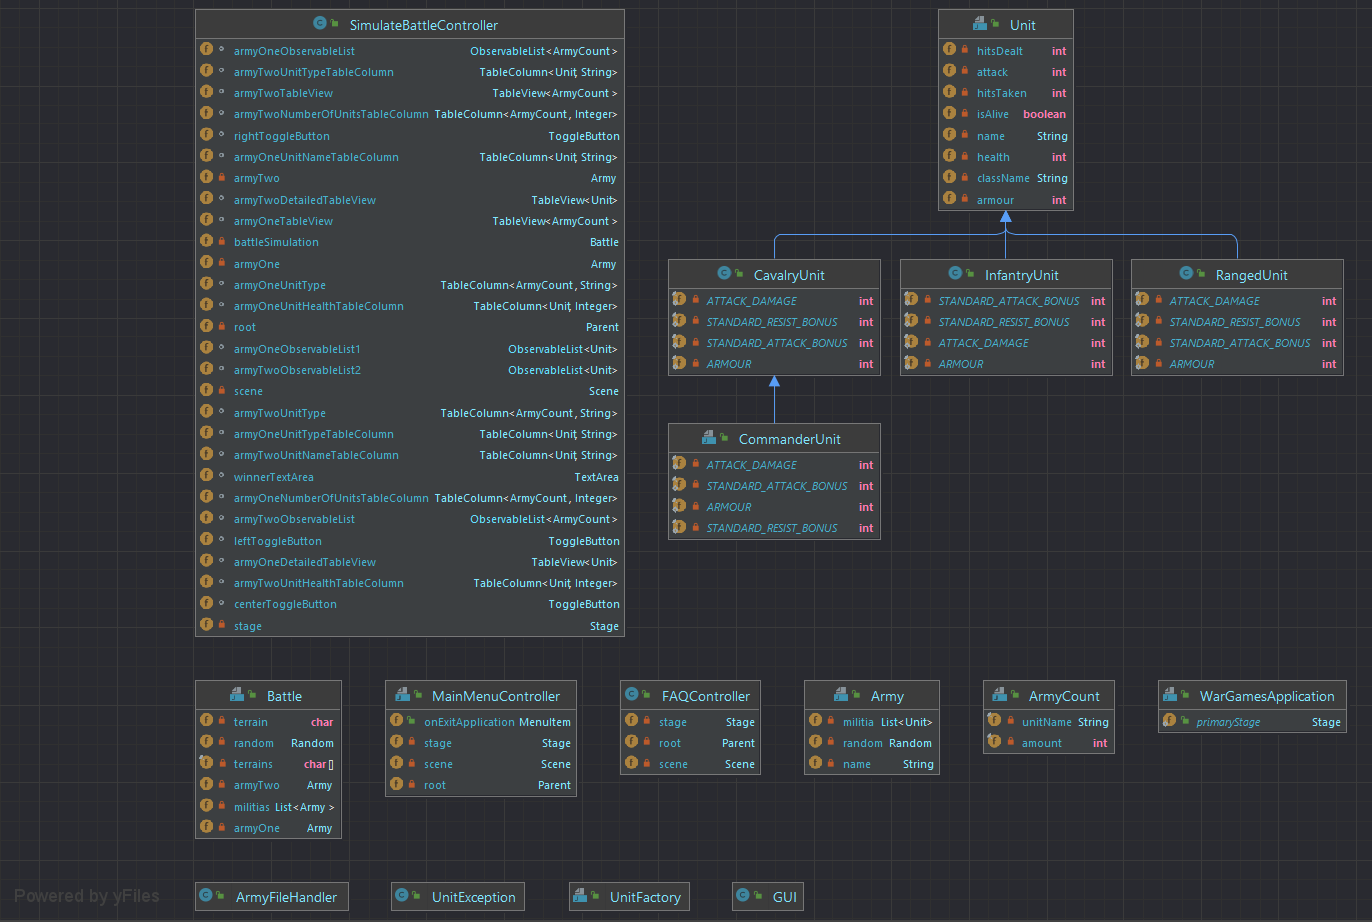 SimulateBattleController
armyOneObservableList ObservableList<ArmyCount>
armyTwoUnitTypeTableColumn TableColumn<Unit, String>
armyTwoTableView TableView<ArmyCount>
armyTwoNumberOfUnitsTableColumn TableColumn<ArmyCount, Integer>
rightToggleButton ToggleButton
armyOneUnitNameTableColumn TableColumn<Unit, String>
armyTwo Army
armyTwoDetailedTableView TableView<Unit>
armyOneTableView TableView<ArmyCount>
battleSimulation Battle
armyOne Army
armyOneUnitType TableColumn<ArmyCount, String>
armyOneUnitHealthTableColumn TableColumn<Unit, Integer>
root Parent
armyOneObservableList1 ObservableList<Unit>
armyTwoObservableList2 ObservableList<Unit>
scene Scene
armyTwoUnitType TableColumn<ArmyCount, String>
armyOneUnitTypeTableColumn TableColumn<Unit, String>
armyTwoUnitNameTableColumn TableColumn<Unit, String>
winnerTextArea TextArea
armyOneNumberOfUnitsTableColumn TableColumn<ArmyCount, Integer>
armyTwoObservableList ObservableList<ArmyCount>
leftToggleButton ToggleButton
armyOneDetailedTableView TableView<Unit>
armyTwoUnitHealthTableColumn TableColumn<Unit, Integer>
centerToggleButton ToggleButton
stage Stage
Unit
hitsDealt int
attack int
hitsTaken int
isAlive boolean
name String
health int
className String
armour int
CavalryUnit
ATTACK_DAMAGE int
STANDARD_RESIST_BONUS int
STANDARD_ATTACK_BONUS int
ARMOUR int
InfantryUnit
STANDARD_ATTACK_BONUS int
STANDARD_RESIST_BONUS int
ATTACK_DAMAGE int
ARMOUR int
RangedUnit
ATTACK_DAMAGE int
STANDARD_RESIST_BONUS int
STANDARD_ATTACK_BONUS int
ARMOUR int
CommanderUnit
ATTACK_DAMAGE int
STANDARD_ATTACK_BONUS int
ARMOUR int
STANDARD_RESIST_BONUS int
Battle
terrain char
random Random
terrains char[]
armyTwo Army
militias List<Army>
armyOne Army
MainMenuController
onExitApplication MenuItem
stage Stage
scene Scene
root Parent
FAQController
stage Stage
root Parent
scene Scene
Army
militia List<Unit>
random Random
name String
ArmyCount
unitName String
amount int
WarGamesApplication
primaryStage Stage
ArmyFileHandler
UnitException
UnitFactory
GUI
Powered by yFiles